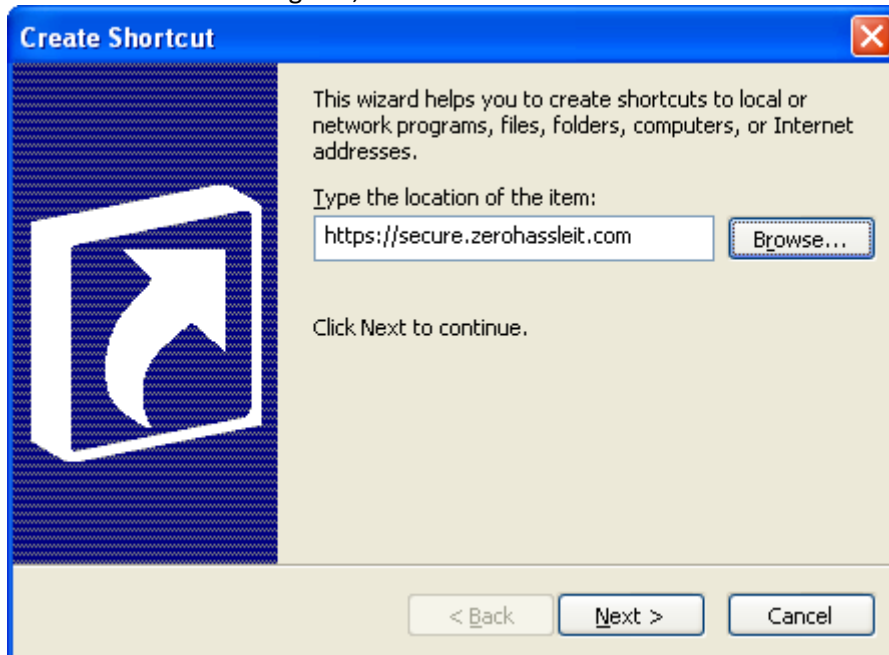 Create Shortcut
This wizard helps you to create shortcuts to local or
network programs, files, folders, computers, or Internet
addresses.
Type the location of the item:
https://secure.zerohassleit.com
Browse...
Click Next to continue.
< Back
Next >
Cancel